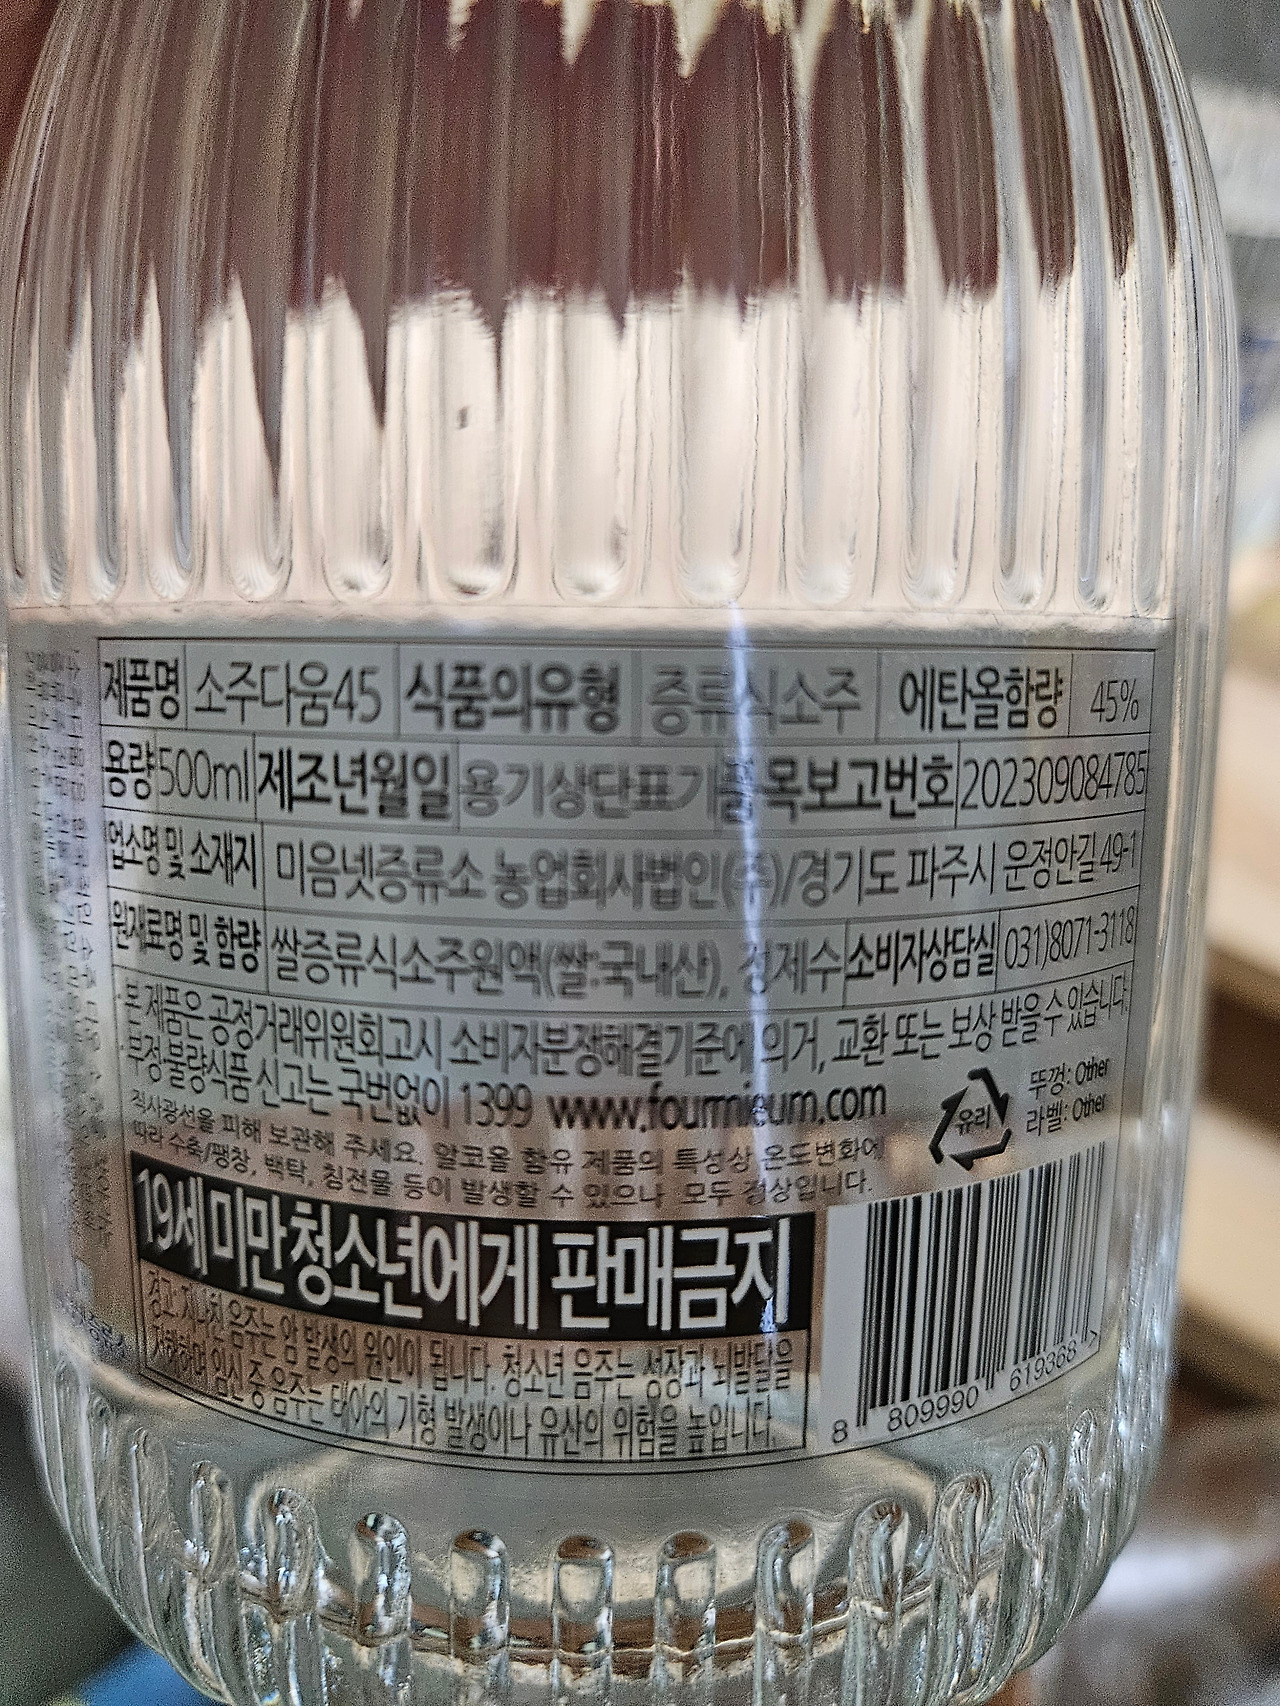 제품명 소주다움45 식품의유형 증류식소주 에탄올함량 45%
용량 500ml 제조년월일 용기상단표기 품목보고번호 202309084785
업소명 및 소재지 미음넷증류소 농업회사법인(주)/경기도 파주시 운정안길 49-1
원재료명 및 함량 쌀증류식소주원액(쌀:국내산), 정제수 소비자상담실 031)8071-3118
본 제품은 공정거래위원회고시 소비자분쟁해결기준에 의거, 교환 또는 보상 받을 수 있습니다.
부정·불량식품 신고는 국번없이 1399 www.fourmieum.com
유리
뚜껑: Other
라벨: Other
직사광선을 피해 보관해 주세요. 알코올 함유 제품의 특성상 온도변화에
따라 수축/팽창, 백탁, 침전물 등이 발생할 수 있으나 모두 정상입니다.
19세 미만 청소년에게 판매금지
경고: 지나친 음주는 암 발생의 원인이 됩니다. 청소년 음주는 성장과 뇌발달을
저해하며 임신 중 음주는 태아의 기형 발생이나 유산의 위험을 높입니다.
8 809990 619368